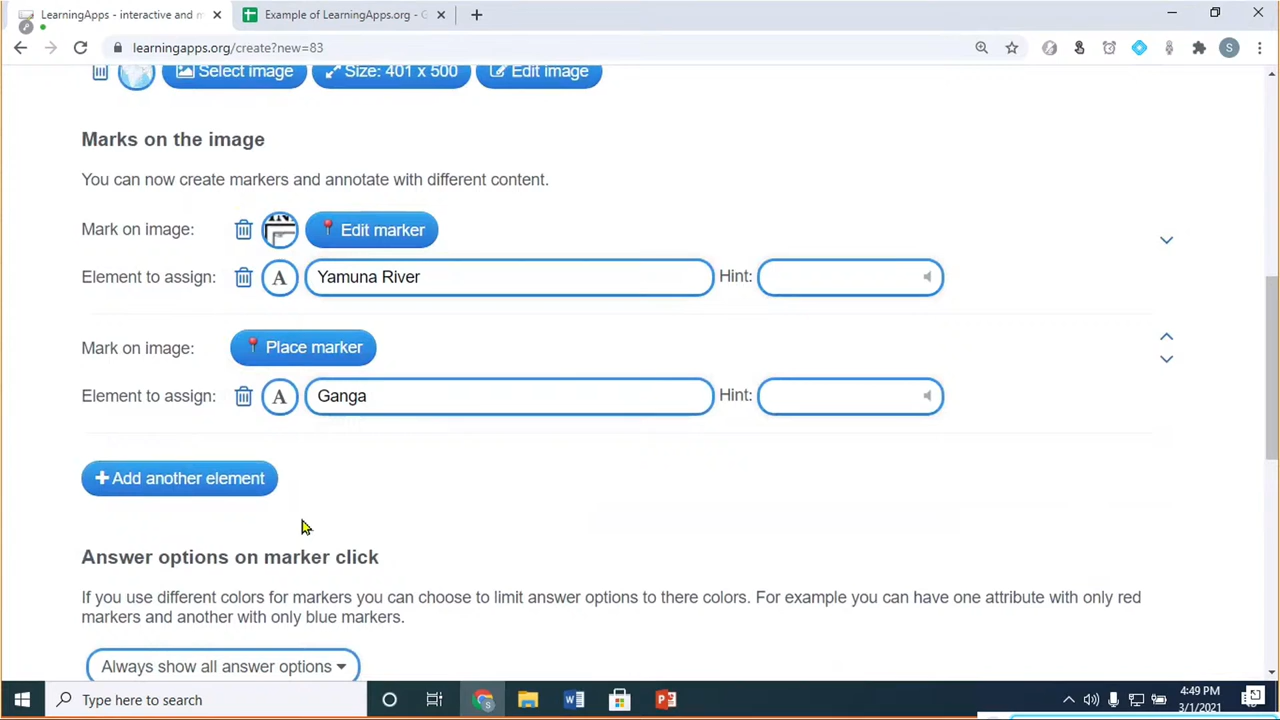 LearningApps - interactive and m
Example of LearningApps.org - G
learningapps.org/create?new=83
S
Select image
Size: 401 x 500
Edit image
Marks on the image
You can now create markers and annotate with different content.
Mark on image:
Edit marker
Element to assign:
A
Yamuna River
Hint:
Mark on image:
Place marker
Element to assign:
A
Ganga
Hint:
Add another element
Answer options on marker click
If you use different colors for markers you can choose to limit answer options to there colors. For example you can have one attribute with only red
markers and another with only blue markers.
Always show all answer options
Type here to search
4:49 PM
3/1/2021